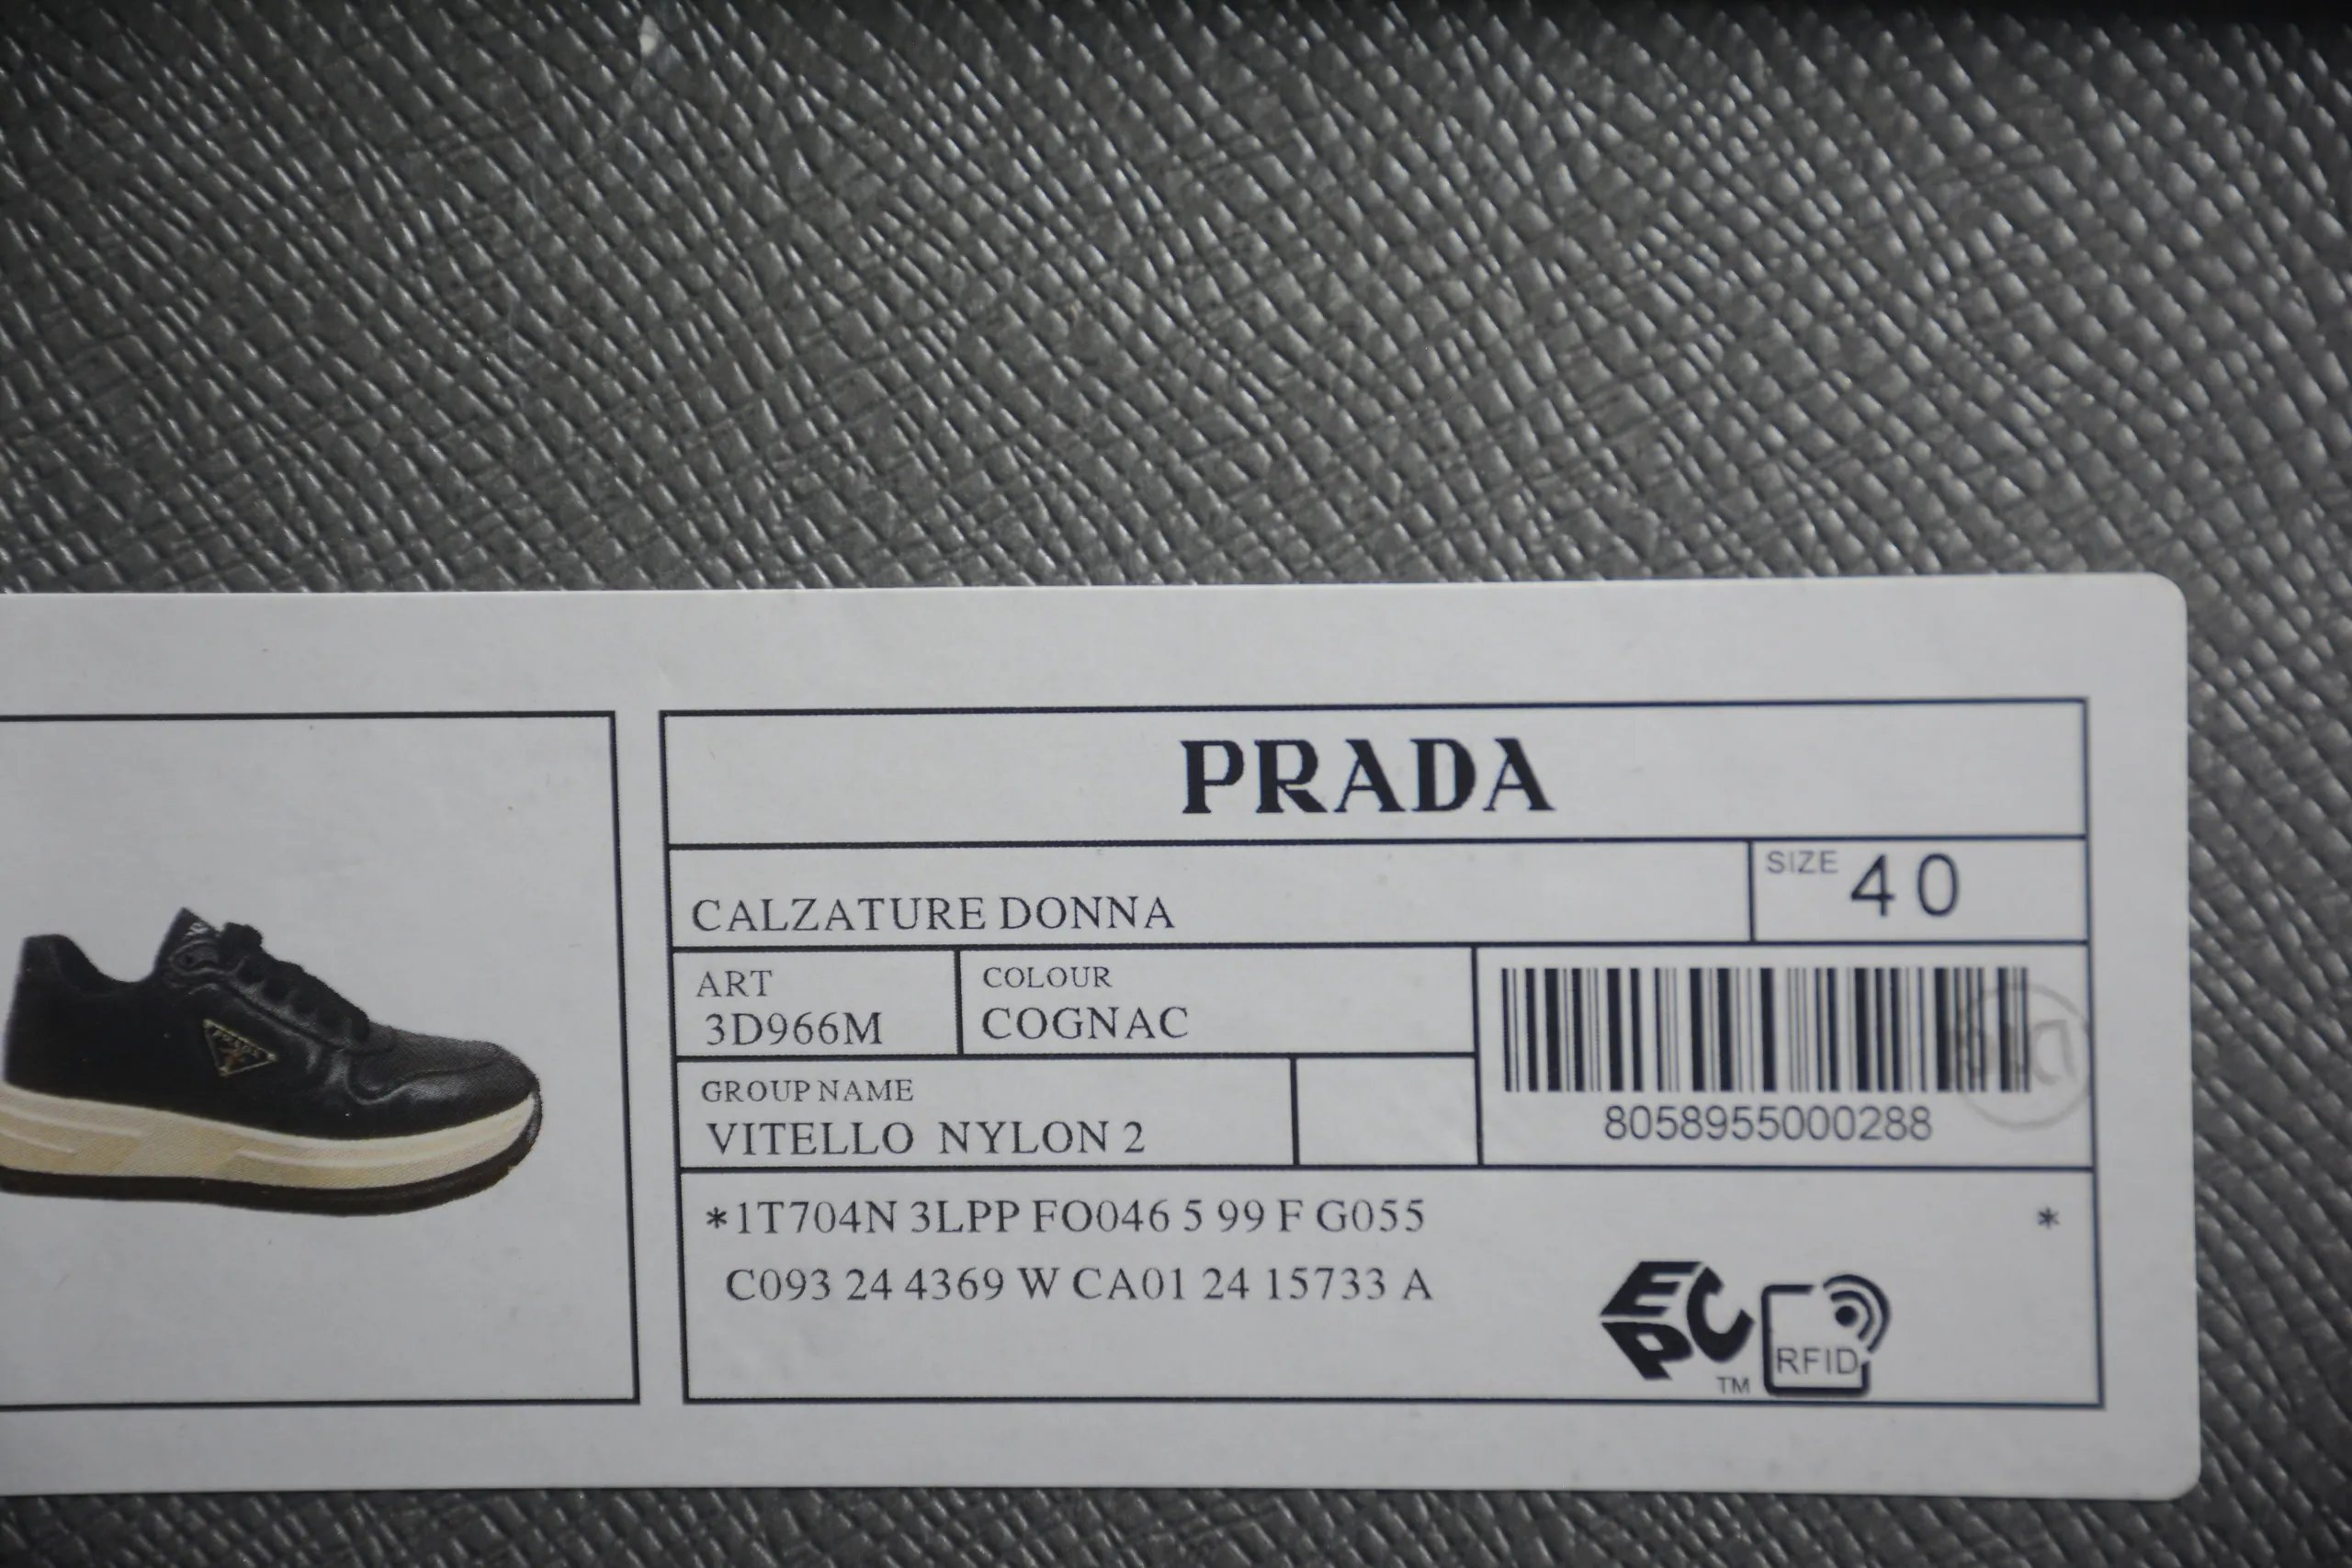 PRADA
CALZATURE DONNA
SIZE 40
ART
3D966M
COLOUR
COGNAC
8058955000288
GROUP NAME
VITELLO NYLON 2
*1T704N 3LPP FO046 5 99 F G055 *
C093 24 4369 W CA01 24 15733 A
EPC
TM
RFID